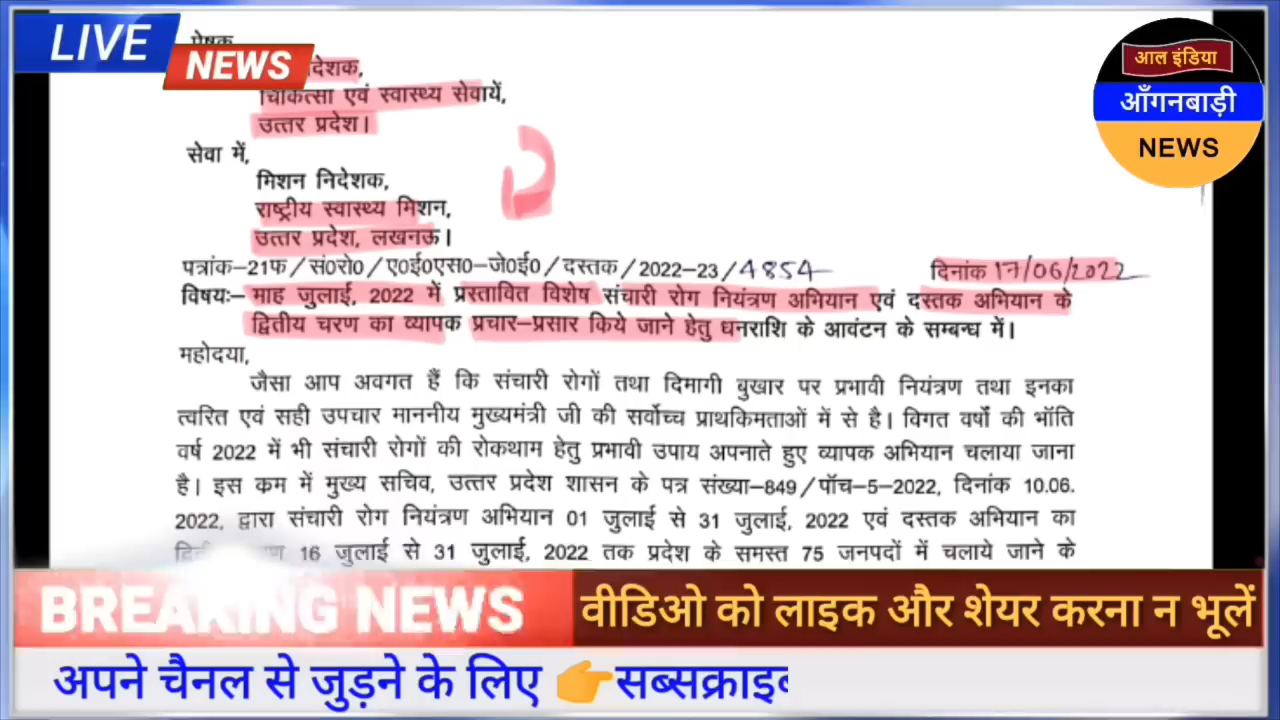 LIVE
NEWS
प्रेषक
देशक,
चिकित्सा एवं स्वास्थ्य सेवायें,
उत्तर प्रदेश।
सेवा में,
मिशन निदेशक,
राष्ट्रीय स्वास्थ्य मिशन,
उत्तर प्रदेश, लखनऊ।
पत्रांक-21फ/सं0रो0/ए0ई0एस0-जे0ई0/दस्तक/2022-23/4854 दिनांक 17/06/2022
विषयः- माह जुलाई, 2022 में प्रस्तावित विशेष संचारी रोग नियंत्रण अभियान एवं दस्तक अभियान के
द्वितीय चरण का व्यापक प्रचार-प्रसार किये जाने हेतु धनराशि के आवंटन के सम्बन्ध में।
महोदया,
जैसा आप अवगत हैं कि संचारी रोगों तथा दिमागी बुखार पर प्रभावी नियंत्रण तथा इनका
त्वरित एवं सही उपचार माननीय मुख्यमंत्री जी की सर्वोच्च प्राथकिमताओं में से है। विगत वर्षों की भॉति
वर्ष 2022 में भी संचारी रोगों की रोकथाम हेतु प्रभावी उपाय अपनाते हुए व्यापक अभियान चलाया जाना
है। इस कम में मुख्य सचिव, उत्तर प्रदेश शासन के पत्र संख्या-849/पॉच-5-2022, दिनांक 10.06.
2022, द्वारा संचारी रोग नियंत्रण अभियान 01 जुलाई से 31 जुलाई, 2022 एवं दस्तक अभियान का
16 जुलाई से 31 जुलाई, 2022 तक प्रदेश के समस्त 75 जनपदों में चलाये जाने के
आल इंडिया
आँगनबाड़ी
NEWS
BREAKING NEWS
वीडिओ को लाइक और शेयर करना न भूलें
अपने चैनल से जुड़ने के लिए 👉सब्सक्राइब